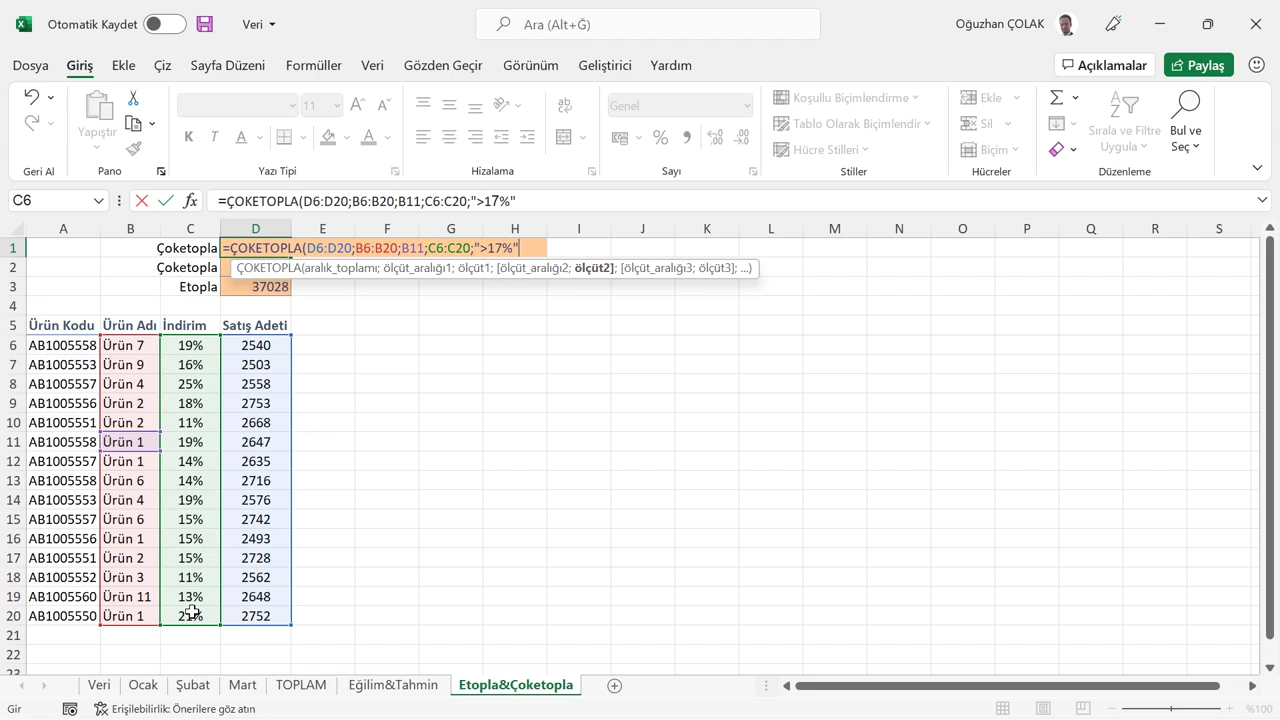 Otomatik Kaydet
Veri
Ara (Alt+Ğ)
Oğuzhan ÇOLAK
Dosya Giriş Ekle Çiz Sayfa Düzeni Formüller Veri Gözden Geçir Görünüm Geliştirici Yardım Açıklamalar Paylaş
11 Genel Koşullu Biçimlendirme Ekle
Yapıştır Tablo Olarak Biçimlendir Sil Sırala ve Filtre Uygula Bul ve Seç
Hücre Stilleri Biçim
Geri Al Pano Yazı Tipi Hizalama Sayı Stiller Hücreler Düzenleme
C6 fx =ÇOKETOPLA(D6:D20;B6:B20;B11;C6:C20;">17%"
A B C D E F G H I J K L M N O P Q R S
1 Çoketopla =ÇOKETOPLA(D6:D20;B6:B20;B11;C6:C20;">17%"
2 Çoketopla ÇOKETOPLA(aralık_toplamı; ölçüt_aralığı1; ölçüt1; [ölçüt_aralığı2; ölçüt2]; [ölçüt_aralığı3; ölçüt3]; ...)
3 Etopla 37028
4
5 Ürün Kodu Ürün Adı İndirim Satış Adeti
6 AB1005558 Ürün 7 19% 2540
7 AB1005553 Ürün 9 16% 2503
8 AB1005557 Ürün 4 25% 2558
9 AB1005556 Ürün 2 18% 2753
10 AB1005551 Ürün 2 11% 2668
11 AB1005558 Ürün 1 19% 2647
12 AB1005557 Ürün 1 14% 2635
13 AB1005558 Ürün 6 14% 2716
14 AB1005553 Ürün 4 19% 2576
15 AB1005557 Ürün 6 15% 2742
16 AB1005556 Ürün 1 15% 2493
17 AB1005551 Ürün 2 15% 2728
18 AB1005552 Ürün 3 11% 2562
19 AB1005560 Ürün 11 13% 2648
20 AB1005550 Ürün 1 21% 2752
21
22
23
Veri Ocak Şubat Mart TOPLAM Eğilim&Tahmin Etopla&Çoketopla
Gir Erişilebilirlik: Önerilere göz atın %100